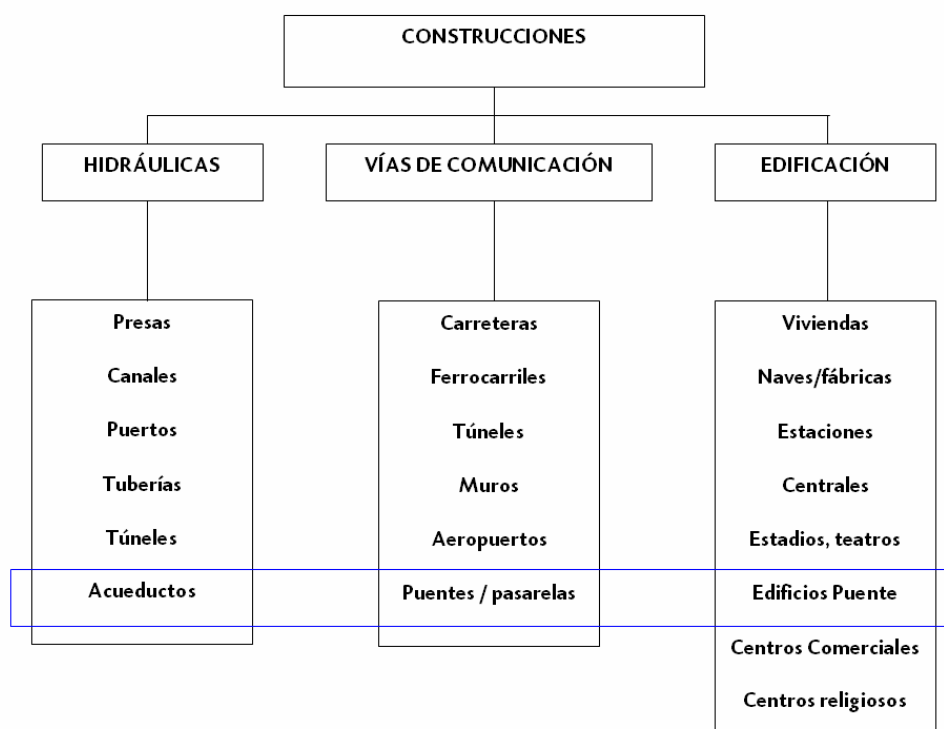 CONSTRUCCIONES
HIDRÁULICAS
VÍAS DE COMUNICACIÓN
EDIFICACIÓN
Presas
Canales
Puertos
Tuberías
Túneles
Acueductos
Carreteras
Ferrocarriles
Túneles
Muros
Aeropuertos
Puentes / pasarelas
Viviendas
Naves/fábricas
Estaciones
Centrales
Estadios, teatros
Edificios Puente
Centros Comerciales
Centros religiosos